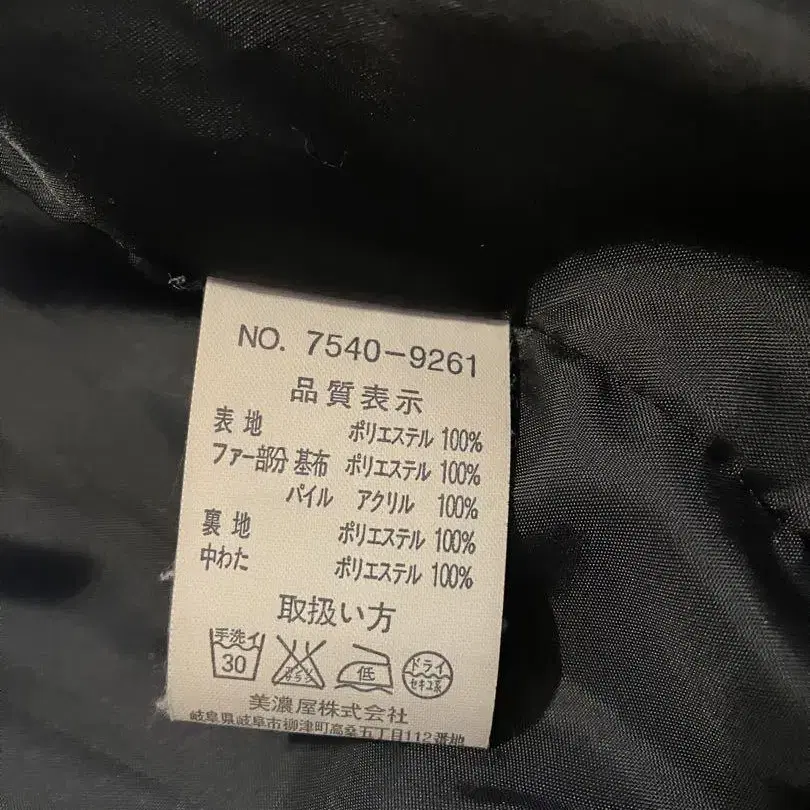 NO. 7540-9261
品質表示
表地 ポリエステル 100%
ファー部分 基布 ポリエステル 100%
パイル アクリル 100%
裏地 ポリエステル 100%
中わた ポリエステル 100%
取扱い方
手洗イ 30 低 ドライ セキユ系
美濃屋株式会社
岐阜県岐阜市柳津町高桑五丁目112番地